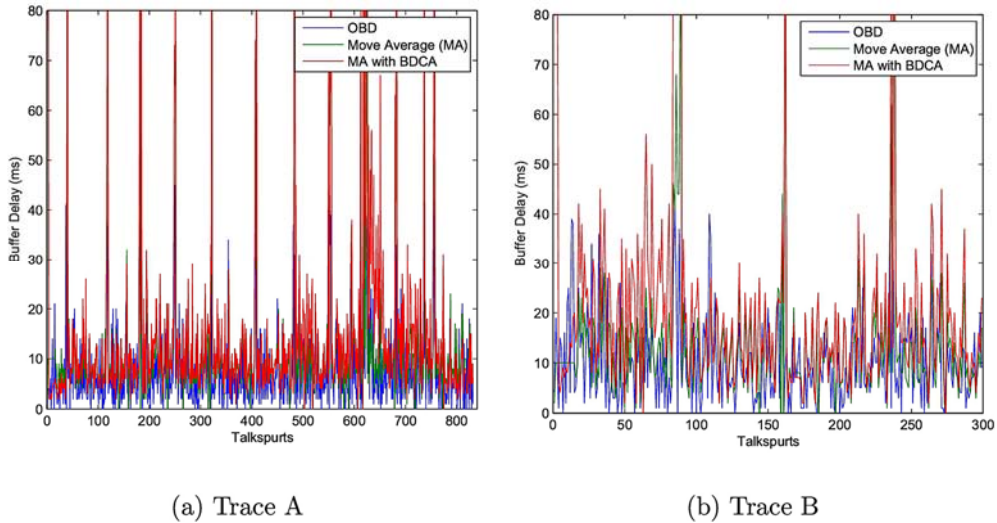 80
70
60
50
40
30
20
10
0
Buffer Delay (ms)
OBD
Move Average (MA)
MA with BDCA
0 100 200 300 400 500 600 700 800
Talkspurts
(a) Trace A
80
70
60
50
40
30
20
10
0
Buffer Delay (ms)
OBD
Move Average (MA)
MA with BDCA
0 50 100 150 200 250 300
Talkspurts
(b) Trace B